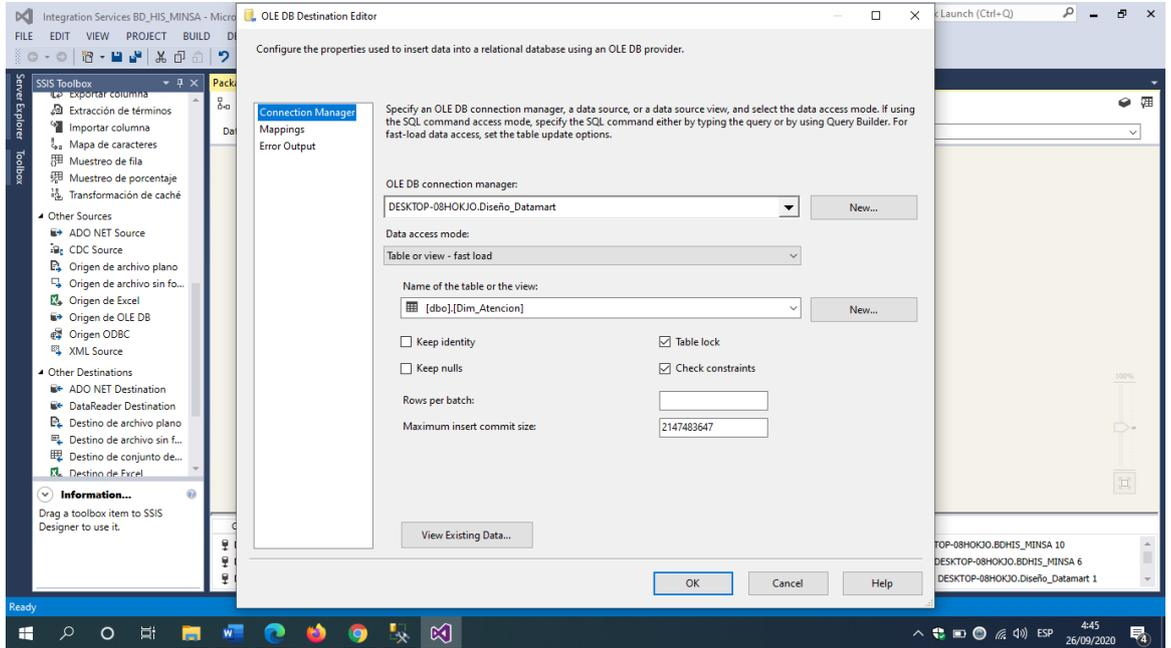 Integration Services BD_HIS_MINSA - Micro
OLE DB Destination Editor
Launch (Ctrl+Q)
FILE EDIT VIEW PROJECT BUILD
Configure the properties used to insert data into a relational database using an OLE DB provider.
SSIS Toolbox
Server Explorer
Toolbox
Exportar columna
Extracción de términos
Importar columna
Mapa de caracteres
Muestreo de fila
Muestreo de porcentaje
Transformación de caché
Other Sources
ADO NET Source
CDC Source
Origen de archivo plano
Origen de archivo sin fo...
Origen de Excel
Origen de OLE DB
Origen ODBC
XML Source
Other Destinations
ADO NET Destination
DataReader Destination
Destino de archivo plano
Destino de archivo sin f...
Destino de conjunto de...
Destino de Excel
Information...
Drag a toolbox item to SSIS
Designer to use it.
Connection Manager
Mappings
Error Output
Specify an OLE DB connection manager, a data source, or a data source view, and select the data access mode. If using
the SQL command access mode, specify the SQL command either by typing the query or by using Query Builder. For
fast-load data access, set the table update options.
OLE DB connection manager:
DESKTOP-08HOKJO.Diseño_Datamart
New...
Data access mode:
Table or view - fast load
Name of the table or the view:
[dbo].[Dim_Atencion]
New...
Keep identity
Table lock
Keep nulls
Check constraints
Rows per batch:
Maximum insert commit size:
2147483647
View Existing Data...
OK Cancel Help
100%
TOP-08HOKJO.BDHIS_MINSA 10
DESKTOP-08HOKJO.BDHIS_MINSA 6
DESKTOP-08HOKJO.Diseño_Datamart 1
Ready
ESP
4:45
26/09/2020
4